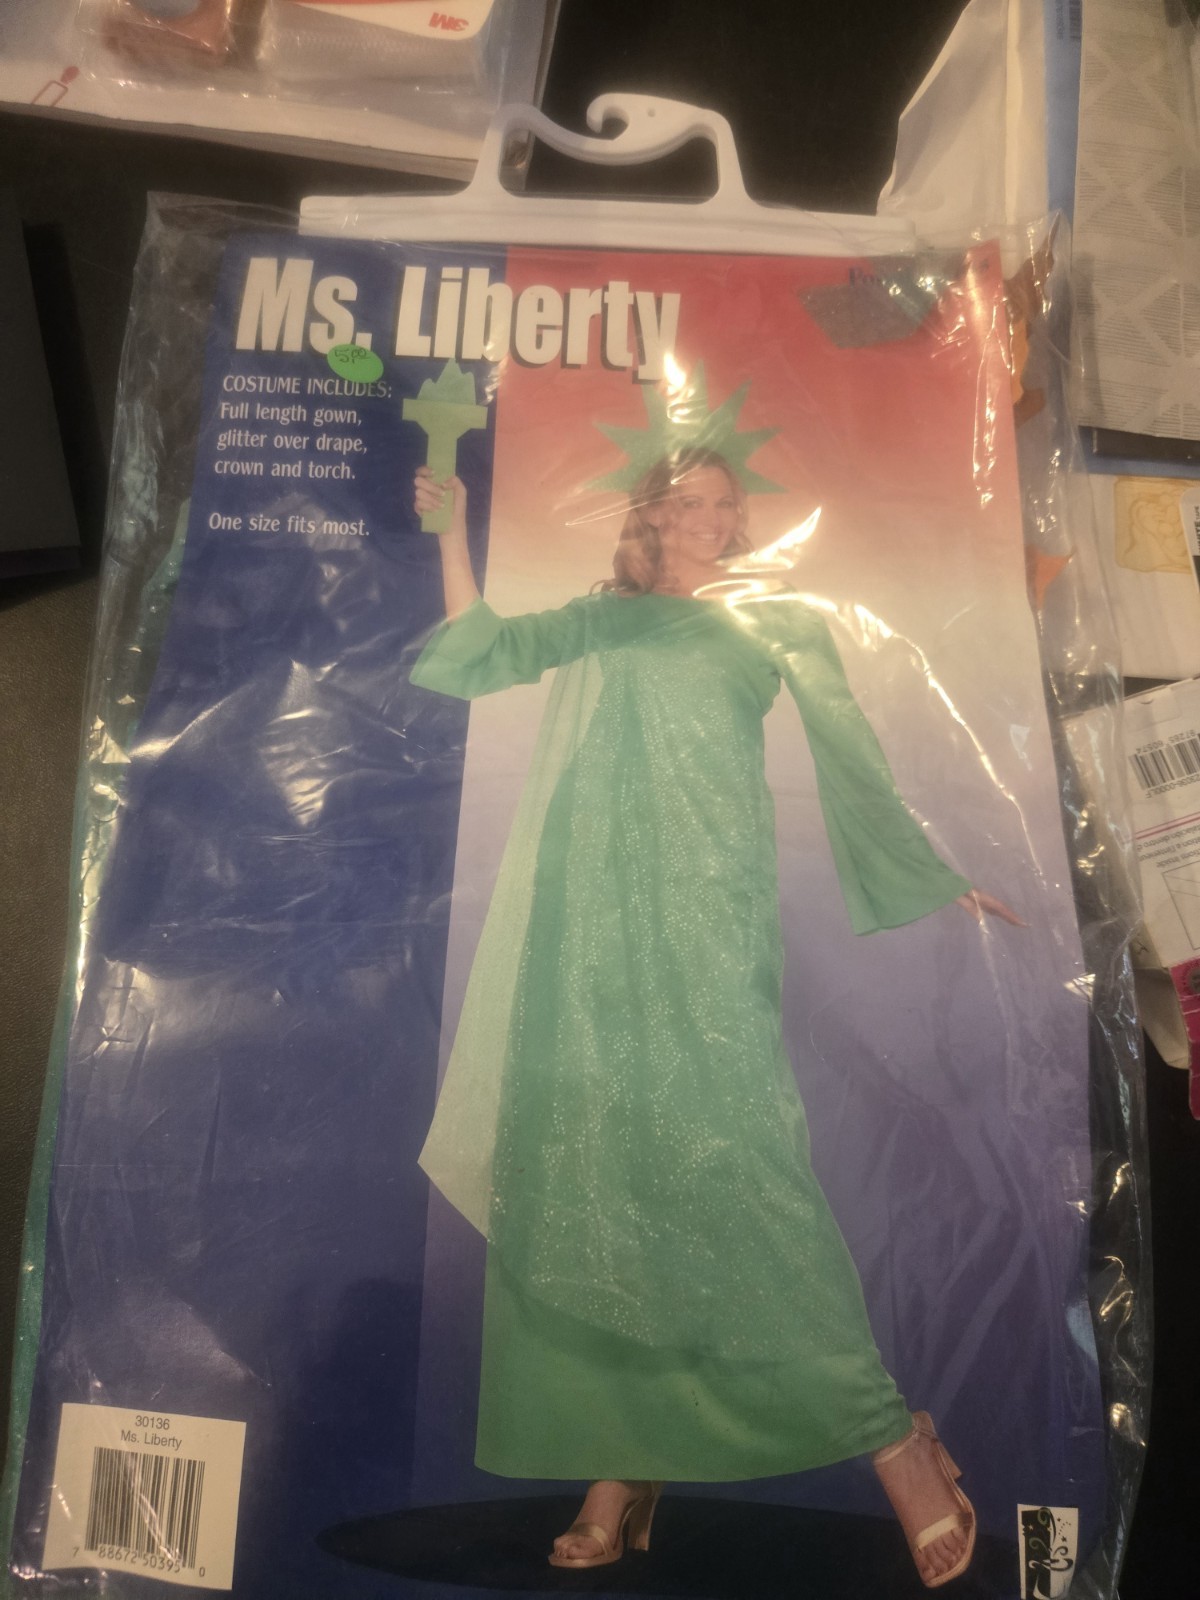 3M
Ms. Liberty
5.00
COSTUME INCLUDES:
Full length gown,
glitter over drape,
crown and torch.
One size fits most.
30136
Ms. Liberty
7 88672 50395 0